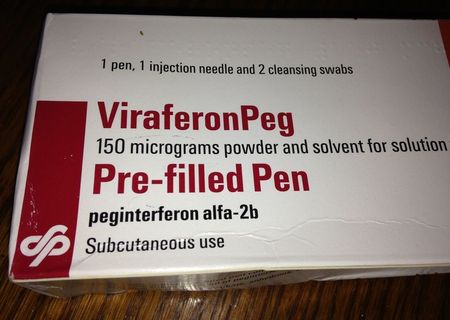 1 pen, 1 injection needle and 2 cleansing swabs
ViraferonPeg
150 micrograms powder and solvent for solution
Pre-filled Pen
peginterferon alfa-2b
Subcutaneous use